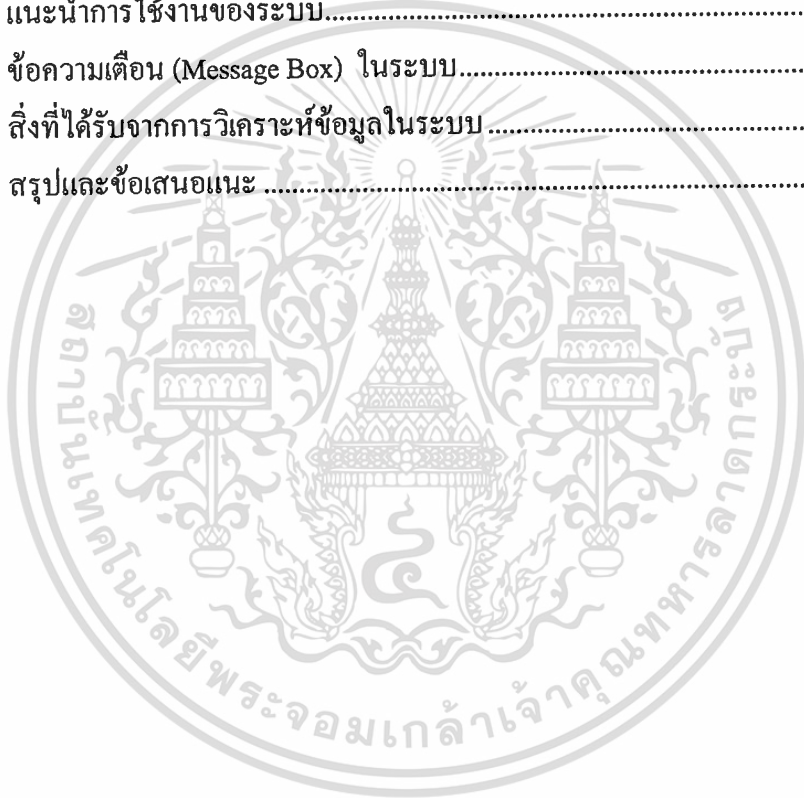 แนะนำการใช้งานของระบบ
ข้อความเตือน (Message Box) ในระบบ
สิ่งที่ได้รับจากการวิเคราะห์ข้อมูลในระบบ
สรุปและข้อเสนอแนะ
สถาบันเทคโนโลยีพระจอมเกล้าเจ้าคุณทหารลาดกระบัง